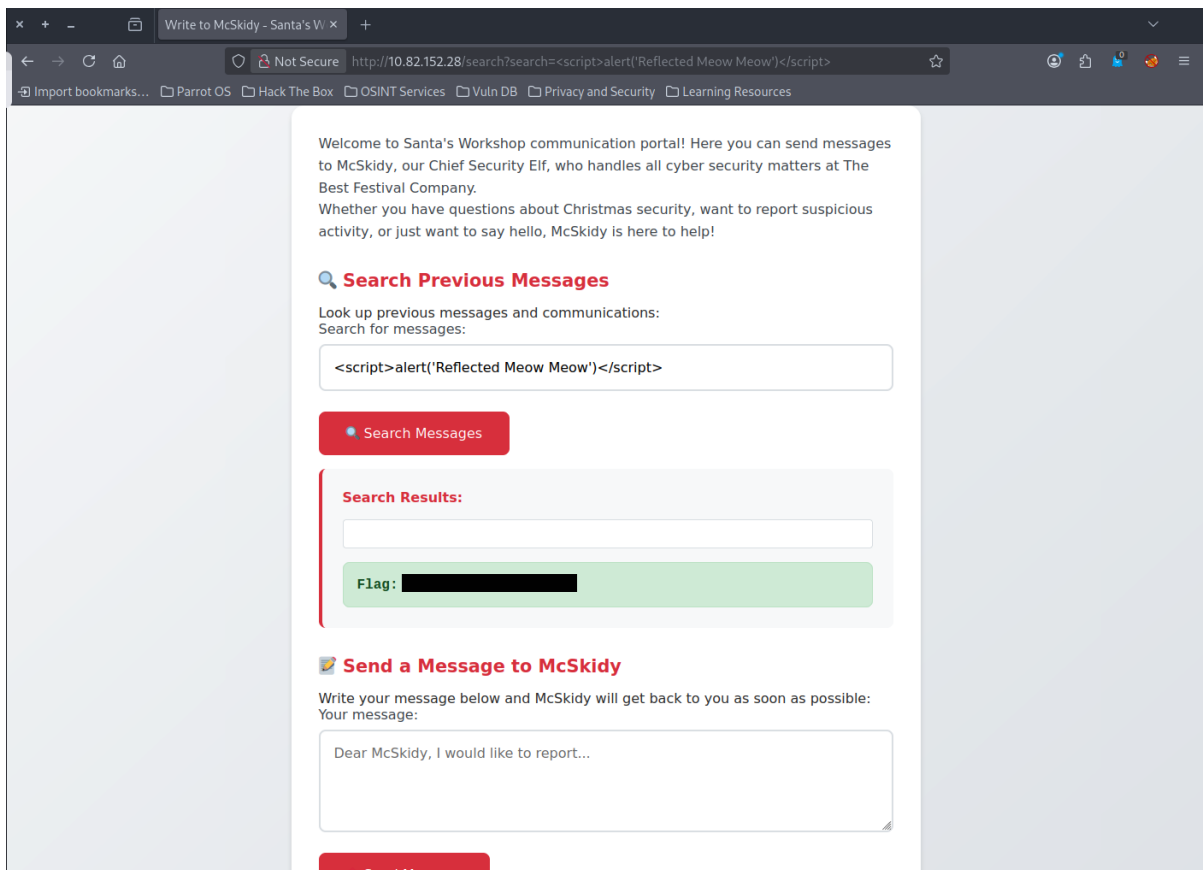 Write to McSkidy - Santa's W
Not Secure http://10.82.152.28/search?search=<script>alert('Reflected Meow Meow')</script>
0
Import bookmarks... Parrot OS Hack The Box OSINT Services Vuln DB Privacy and Security Learning Resources
Welcome to Santa's Workshop communication portal! Here you can send messages
to McSkidy, our Chief Security Elf, who handles all cyber security matters at The
Best Festival Company.
Whether you have questions about Christmas security, want to report suspicious
activity, or just want to say hello, McSkidy is here to help!
Search Previous Messages
Look up previous messages and communications:
Search for messages:
<script>alert('Reflected Meow Meow')</script>
Search Messages
Search Results:
Flag:
Send a Message to McSkidy
Write your message below and McSkidy will get back to you as soon as possible:
Your message:
Dear McSkidy, I would like to report...